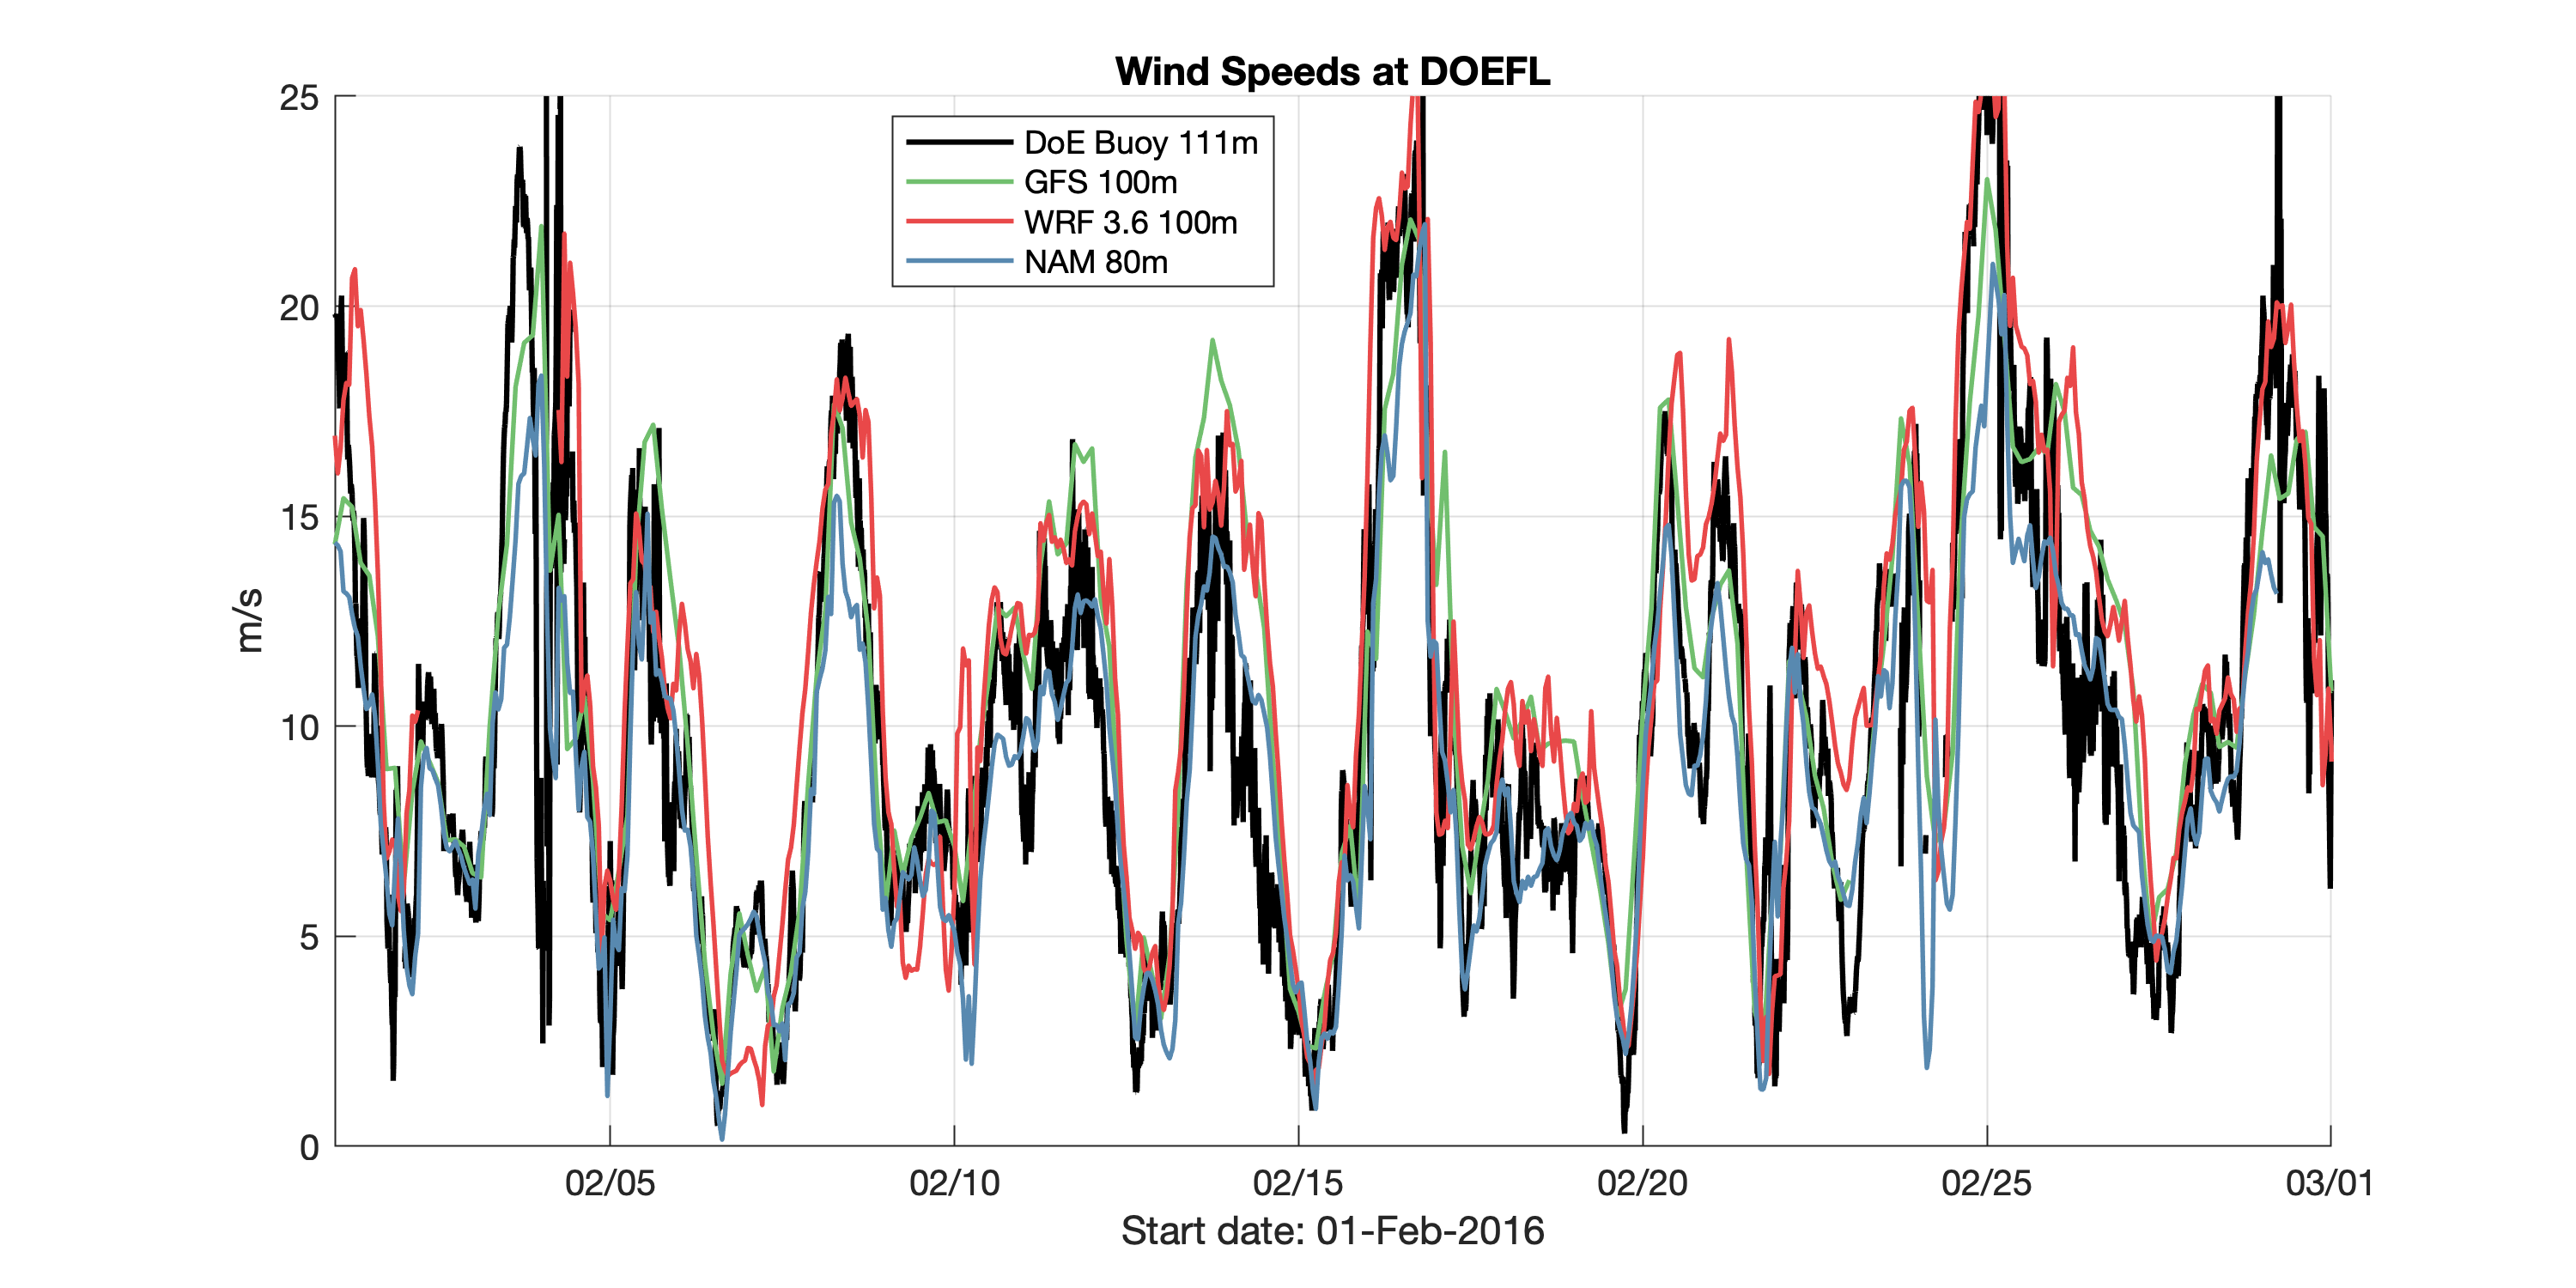 Wind Speeds at DOEFL
25
20
15
10
5
0
m/s
DoE Buoy 111m
GFS 100m
WRF 3.6 100m
NAM 80m
02/05 02/10 02/15 02/20 02/25 03/01
Start date: 01-Feb-2016